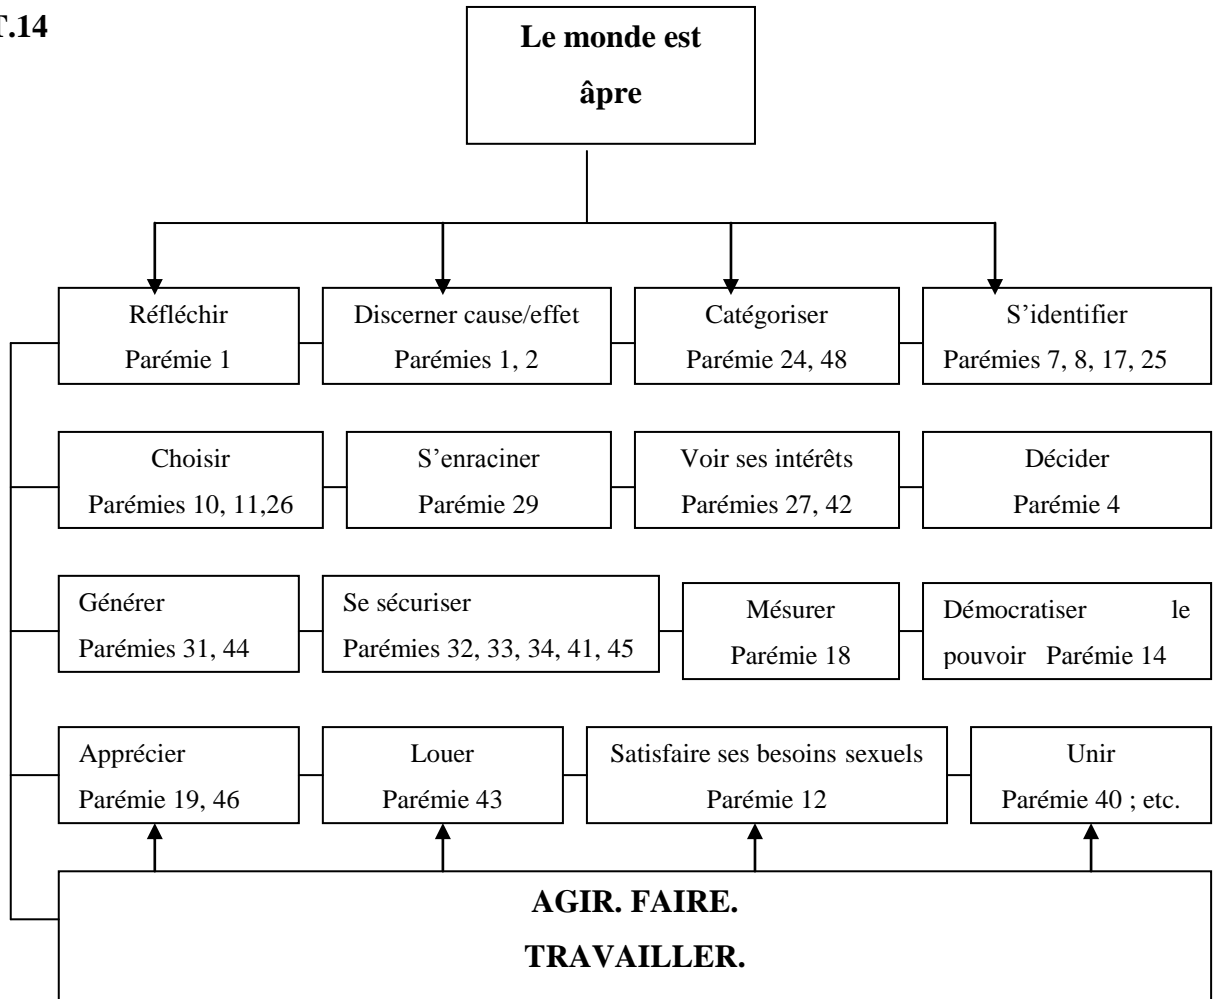 T.14
Le monde est
âpre
Réfléchir
Parémie 1
Discerner cause/effet
Parémies 1, 2
Catégoriser
Parémie 24, 48
S’identifier
Parémies 7, 8, 17, 25
Choisir
Parémies 10, 11,26
S’enraciner
Parémie 29
Voir ses intérêts
Parémies 27, 42
Décider
Parémie 4
Générer
Parémies 31, 44
Se sécuriser
Parémies 32, 33, 34, 41, 45
Mésurer
Parémie 18
Démocratiser le
pouvoir Parémie 14
Apprécier
Parémie 19, 46
Louer
Parémie 43
Satisfaire ses besoins sexuels
Parémie 12
Unir
Parémie 40 ; etc.
AGIR. FAIRE.
TRAVAILLER.